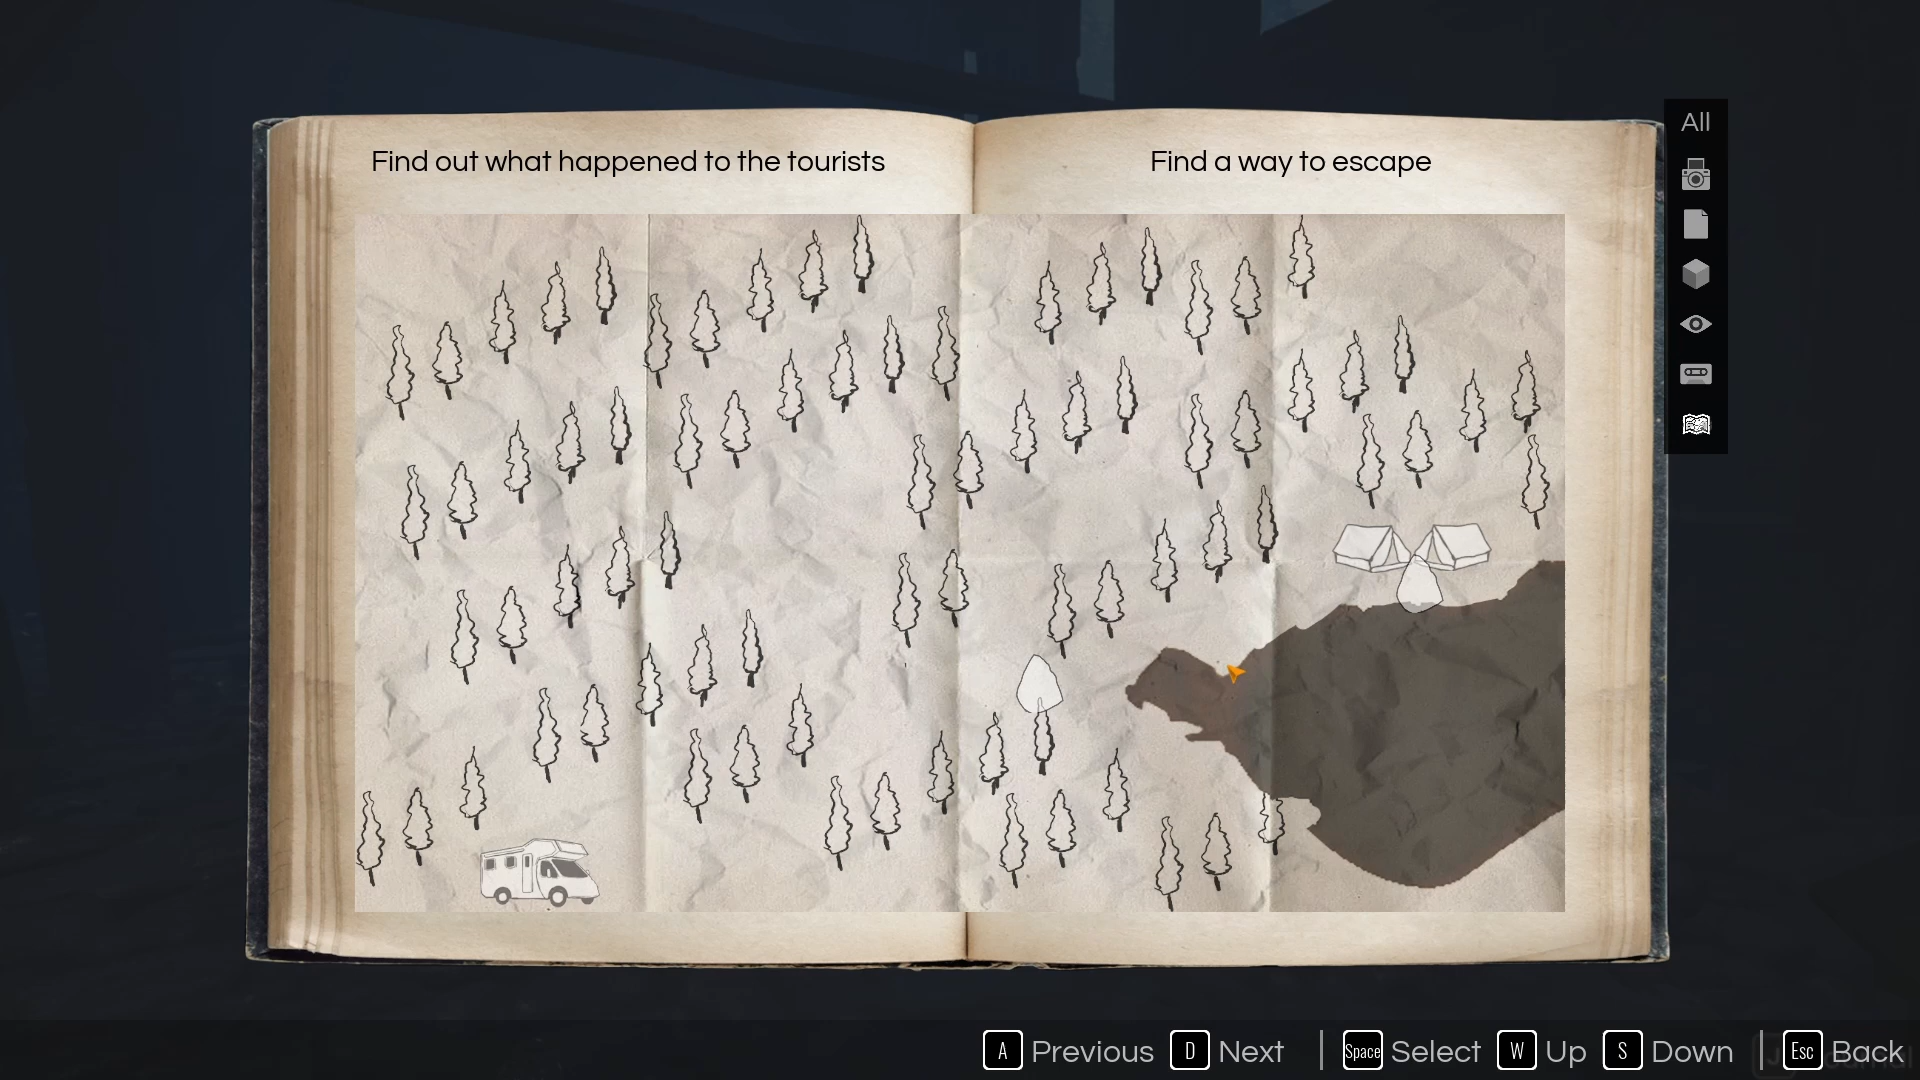 Find out what happened to the tourists
Find a way to escape
All
A Previous D Next Space Select W Up S Down Esc Back